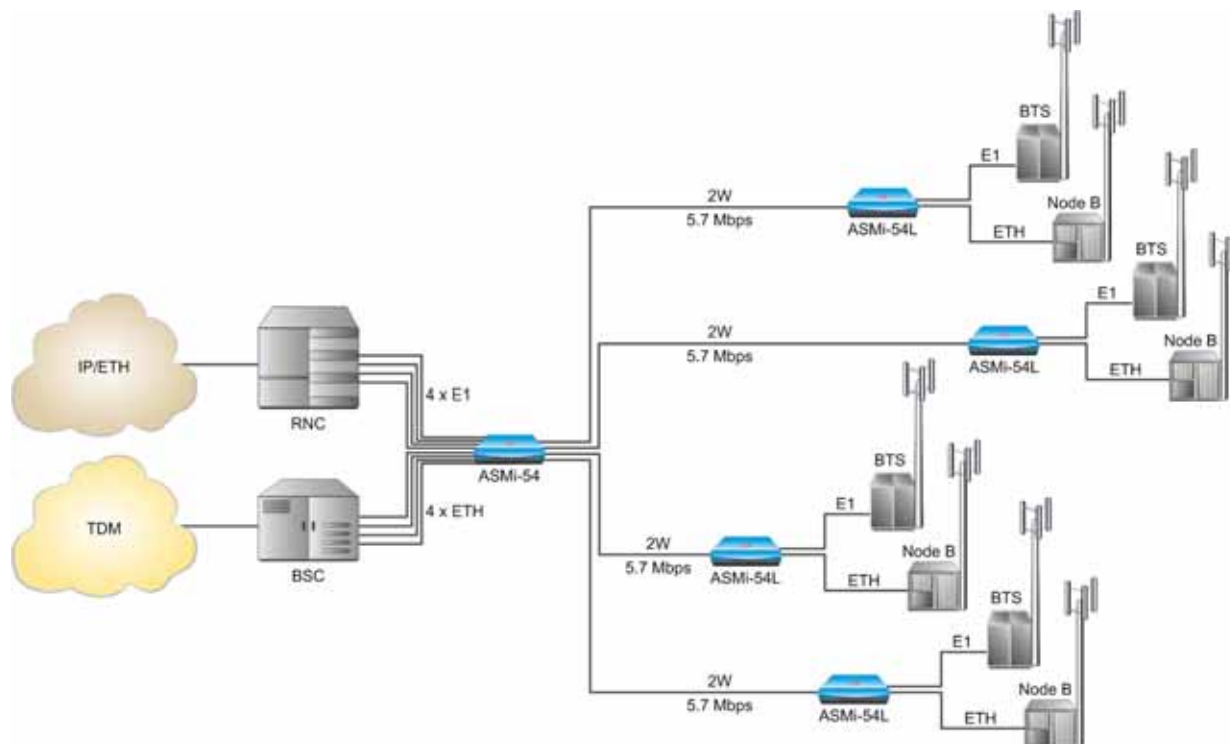 BTS
E1
2W
5.7 Mbps
ASMi-54L
Node B
ETH
BTS
E1
2W
5.7 Mbps
ASMi-54L
Node B
ETH
IP/ETH
RNC
4 x E1
ASMi-54
TDM
BSC
4 x ETH
BTS
E1
2W
5.7 Mbps
ASMi-54L
Node B
ETH
BTS
E1
2W
5.7 Mbps
ASMi-54L
Node B
ETH